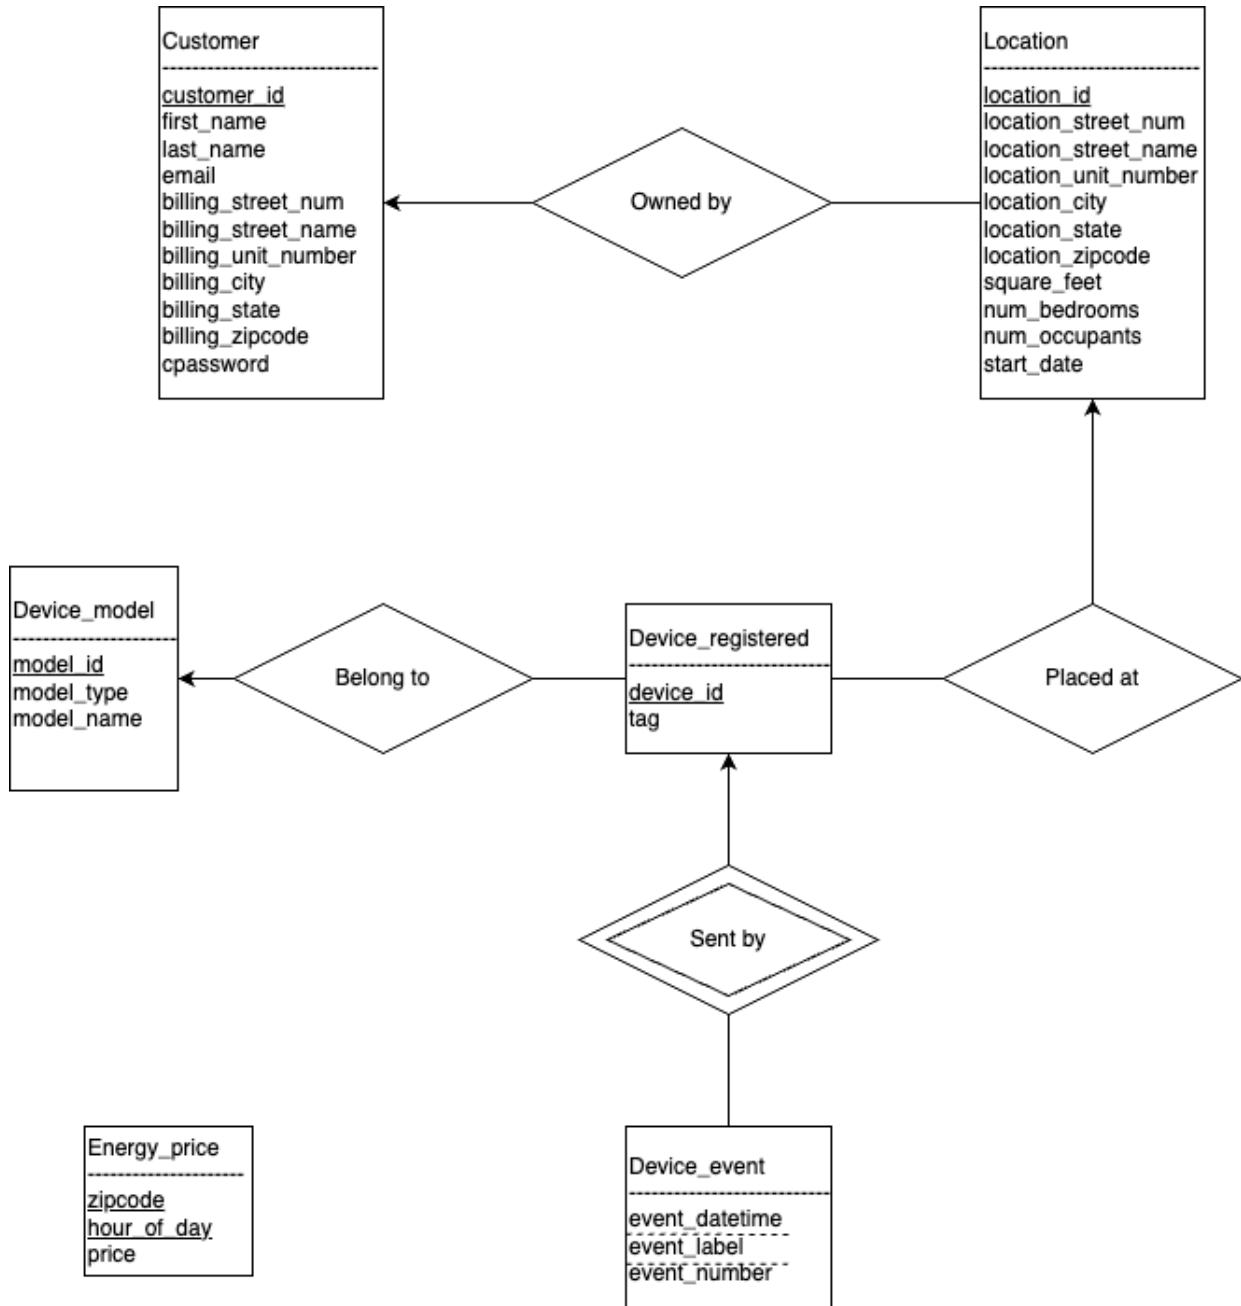 Customer
customer_id
first_name
last_name
email
billing_street_num
billing_street_name
billing_unit_number
billing_city
billing_state
billing_zipcode
cpassword
Owned by
Location
location_id
location_street_num
location_street_name
location_unit_number
location_city
location_state
location_zipcode
square_feet
num_bedrooms
num_occupants
start_date
Device_model
model_id
model_type
model_name
Belong to
Device_registered
device_id
tag
Placed at
Sent by
Energy_price
zipcode
hour_of_day
price
Device_event
event_datetime
event_label
event_number